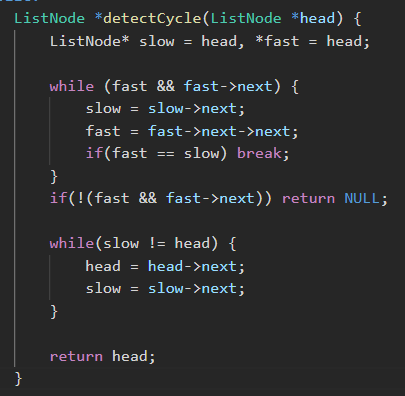 ListNode *detectCycle(ListNode *head) {
    ListNode* slow = head, *fast = head;

    while (fast && fast->next) {
        slow = slow->next;
        fast = fast->next->next;
        if(fast == slow) break;
    }
    if(!(fast && fast->next)) return NULL;

    while(slow != head) {
        head = head->next;
        slow = slow->next;
    }

    return head;
}